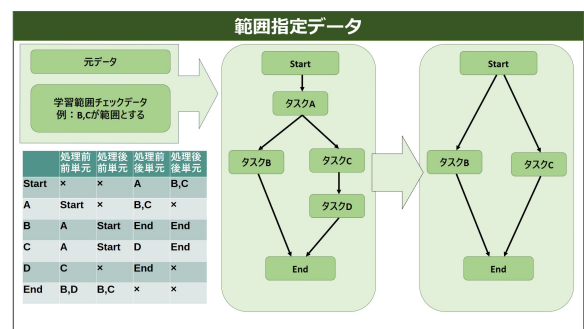 範囲指定データ
元データ
学習範囲チェックデータ
例：B,Cが範囲とする
処理前 処理後 処理前 処理後
前単元 前単元 後単元 後単元
Start × × A B,C
A Start × B,C ×
B A Start End End
C A Start D End
D C × End ×
End B,D B,C × ×
Start
タスクA
タスクB
タスクC
タスクD
End
Start
タスクB
タスクC
End